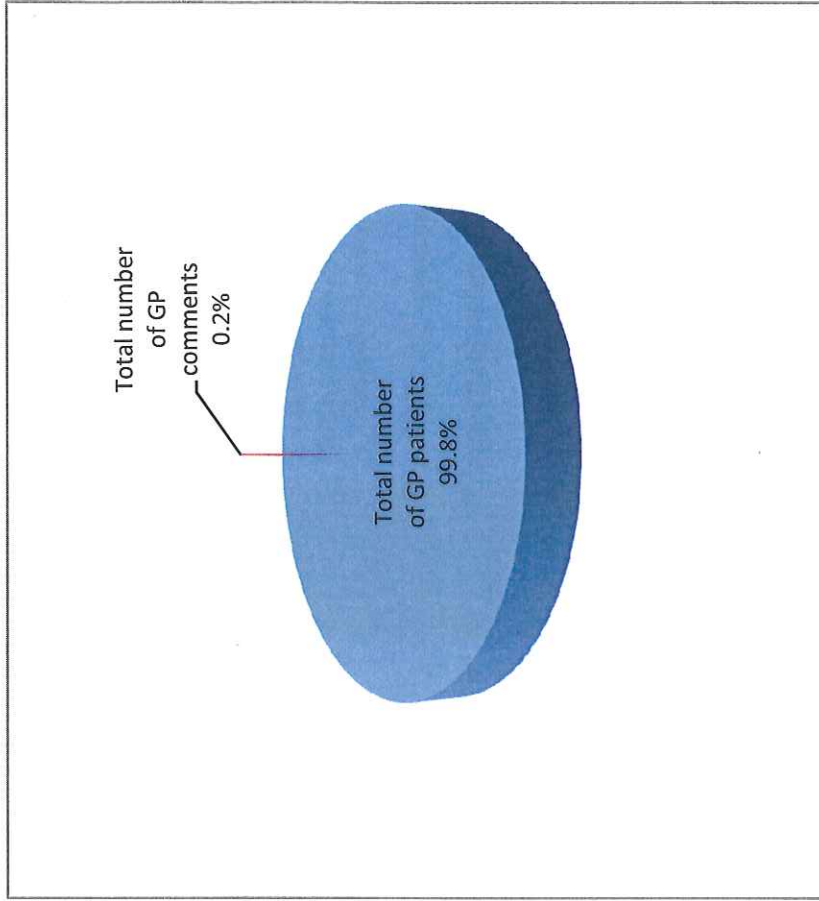 Total number
of GP
comments
0.2%
Total number
of GP patients
99.8%